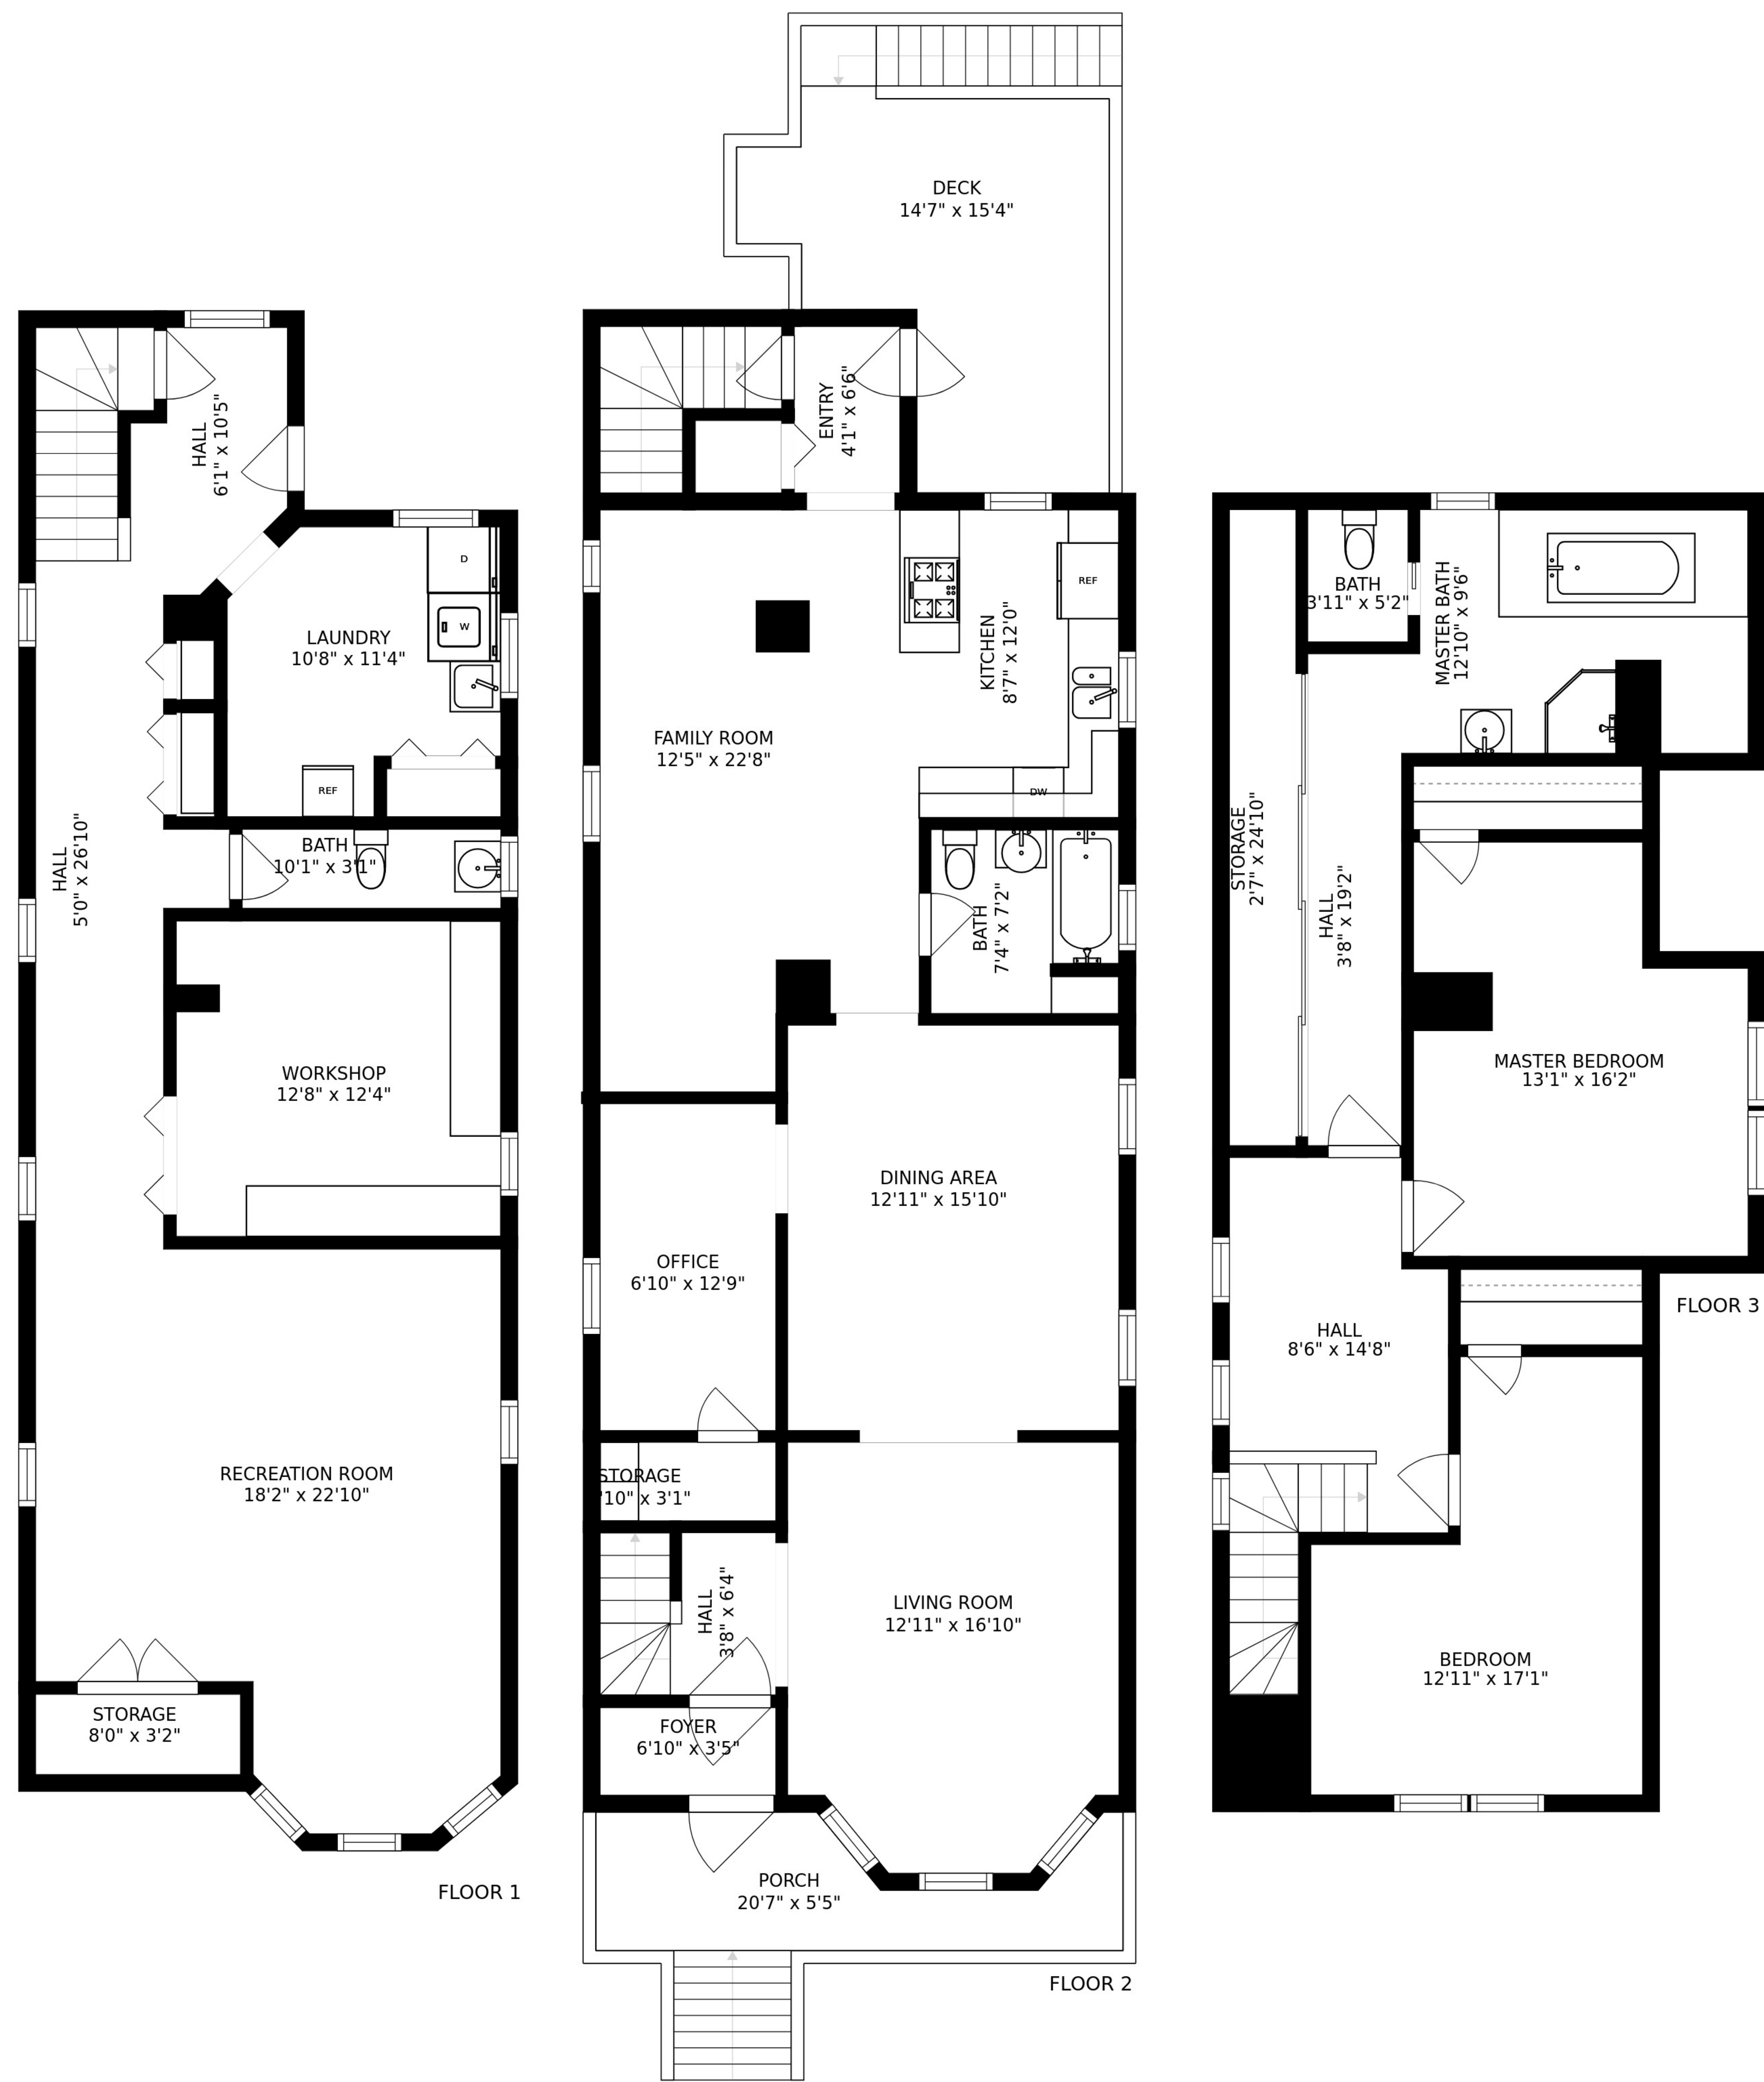 DECK
14'7" x 15'4"
HALL
6'1" x 10'5"
D
W
LAUNDRY
10'8" x 11'4"
REF
BATH
10'1" x 3'1"
HALL
5'0" x 26'10"
WORKSHOP
12'8" x 12'4"
RECREATION ROOM
18'2" x 22'10"
STORAGE
8'0" x 3'2"
FLOOR 1
ENTRY
4'1" x 6'6"
REF
KITCHEN
8'7" x 12'0"
FAMILY ROOM
12'5" x 22'8"
DW
BATH
7'4" x 7'2"
DINING AREA
12'11" x 15'10"
OFFICE
6'10" x 12'9"
STORAGE
'10" x 3'1"
HALL
3'8" x 6'4"
LIVING ROOM
12'11" x 16'10"
FOYER
6'10" x 3'5"
PORCH
20'7" x 5'5"
FLOOR 2
BATH
3'11" x 5'2"
MASTER BATH
12'10" x 9'6"
STORAGE
2'7" x 24'10"
HALL
3'8" x 19'2"
MASTER BEDROOM
13'1" x 16'2"
FLOOR 3
HALL
8'6" x 14'8"
BEDROOM
12'11" x 17'1"